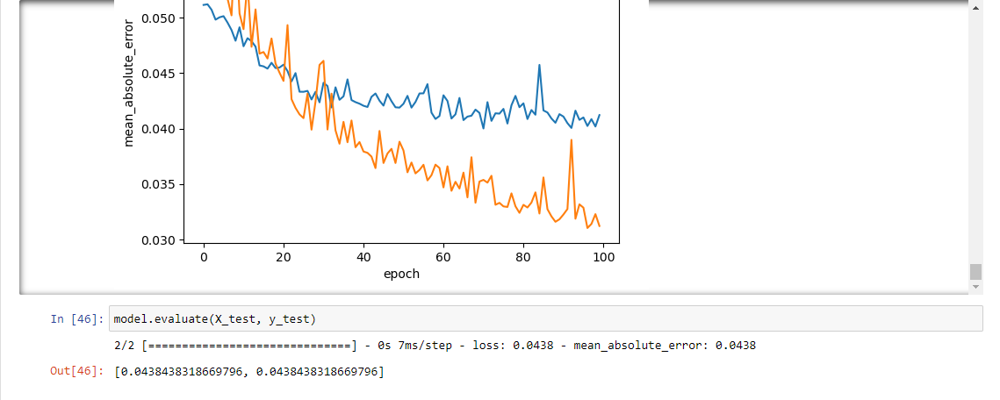 0.050
0.045
0.040
0.035
0.030
mean_absolute_error
0 20 40 60 80 100
epoch
In [46]: model.evaluate(X_test, y_test)
2/2 [==============================] - 0s 7ms/step - loss: 0.0438 - mean_absolute_error: 0.0438
Out[46]: [0.0438438318669796, 0.0438438318669796]